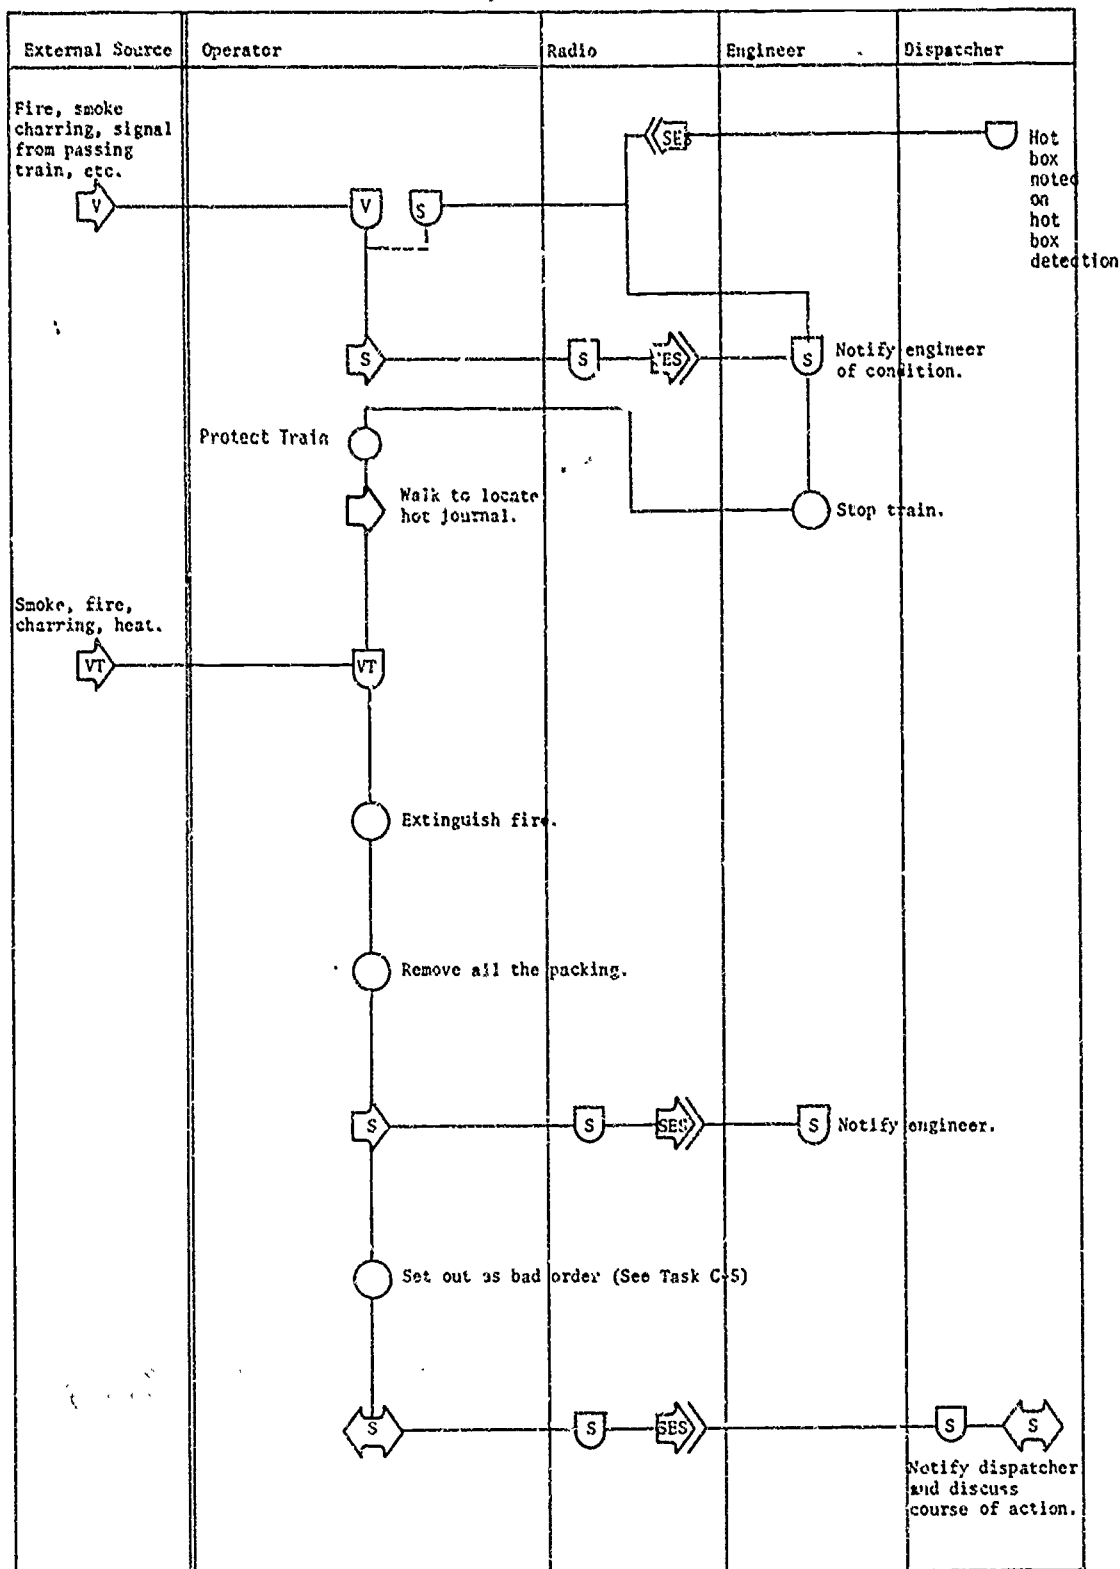 External Source
Operator
Radio
Engineer
Dispatcher
Fire, smoke
charring, signal
from passing
train, etc.
SES
Hot
box
noted
on
hot
box
detection
V
V
S
S
S
SES
S
Notify engineer
of condition.
Protect Train
Walk to locate
hot journal.
Stop train.
Smoke, fire,
charring, heat.
VT
VT
Extinguish fire.
Remove all the packing.
S
S
SES
S
Notify engineer.
Set out as bad order (See Task C-5)
S
S
SES
S
S
Notify dispatcher
and discuss
course of action.